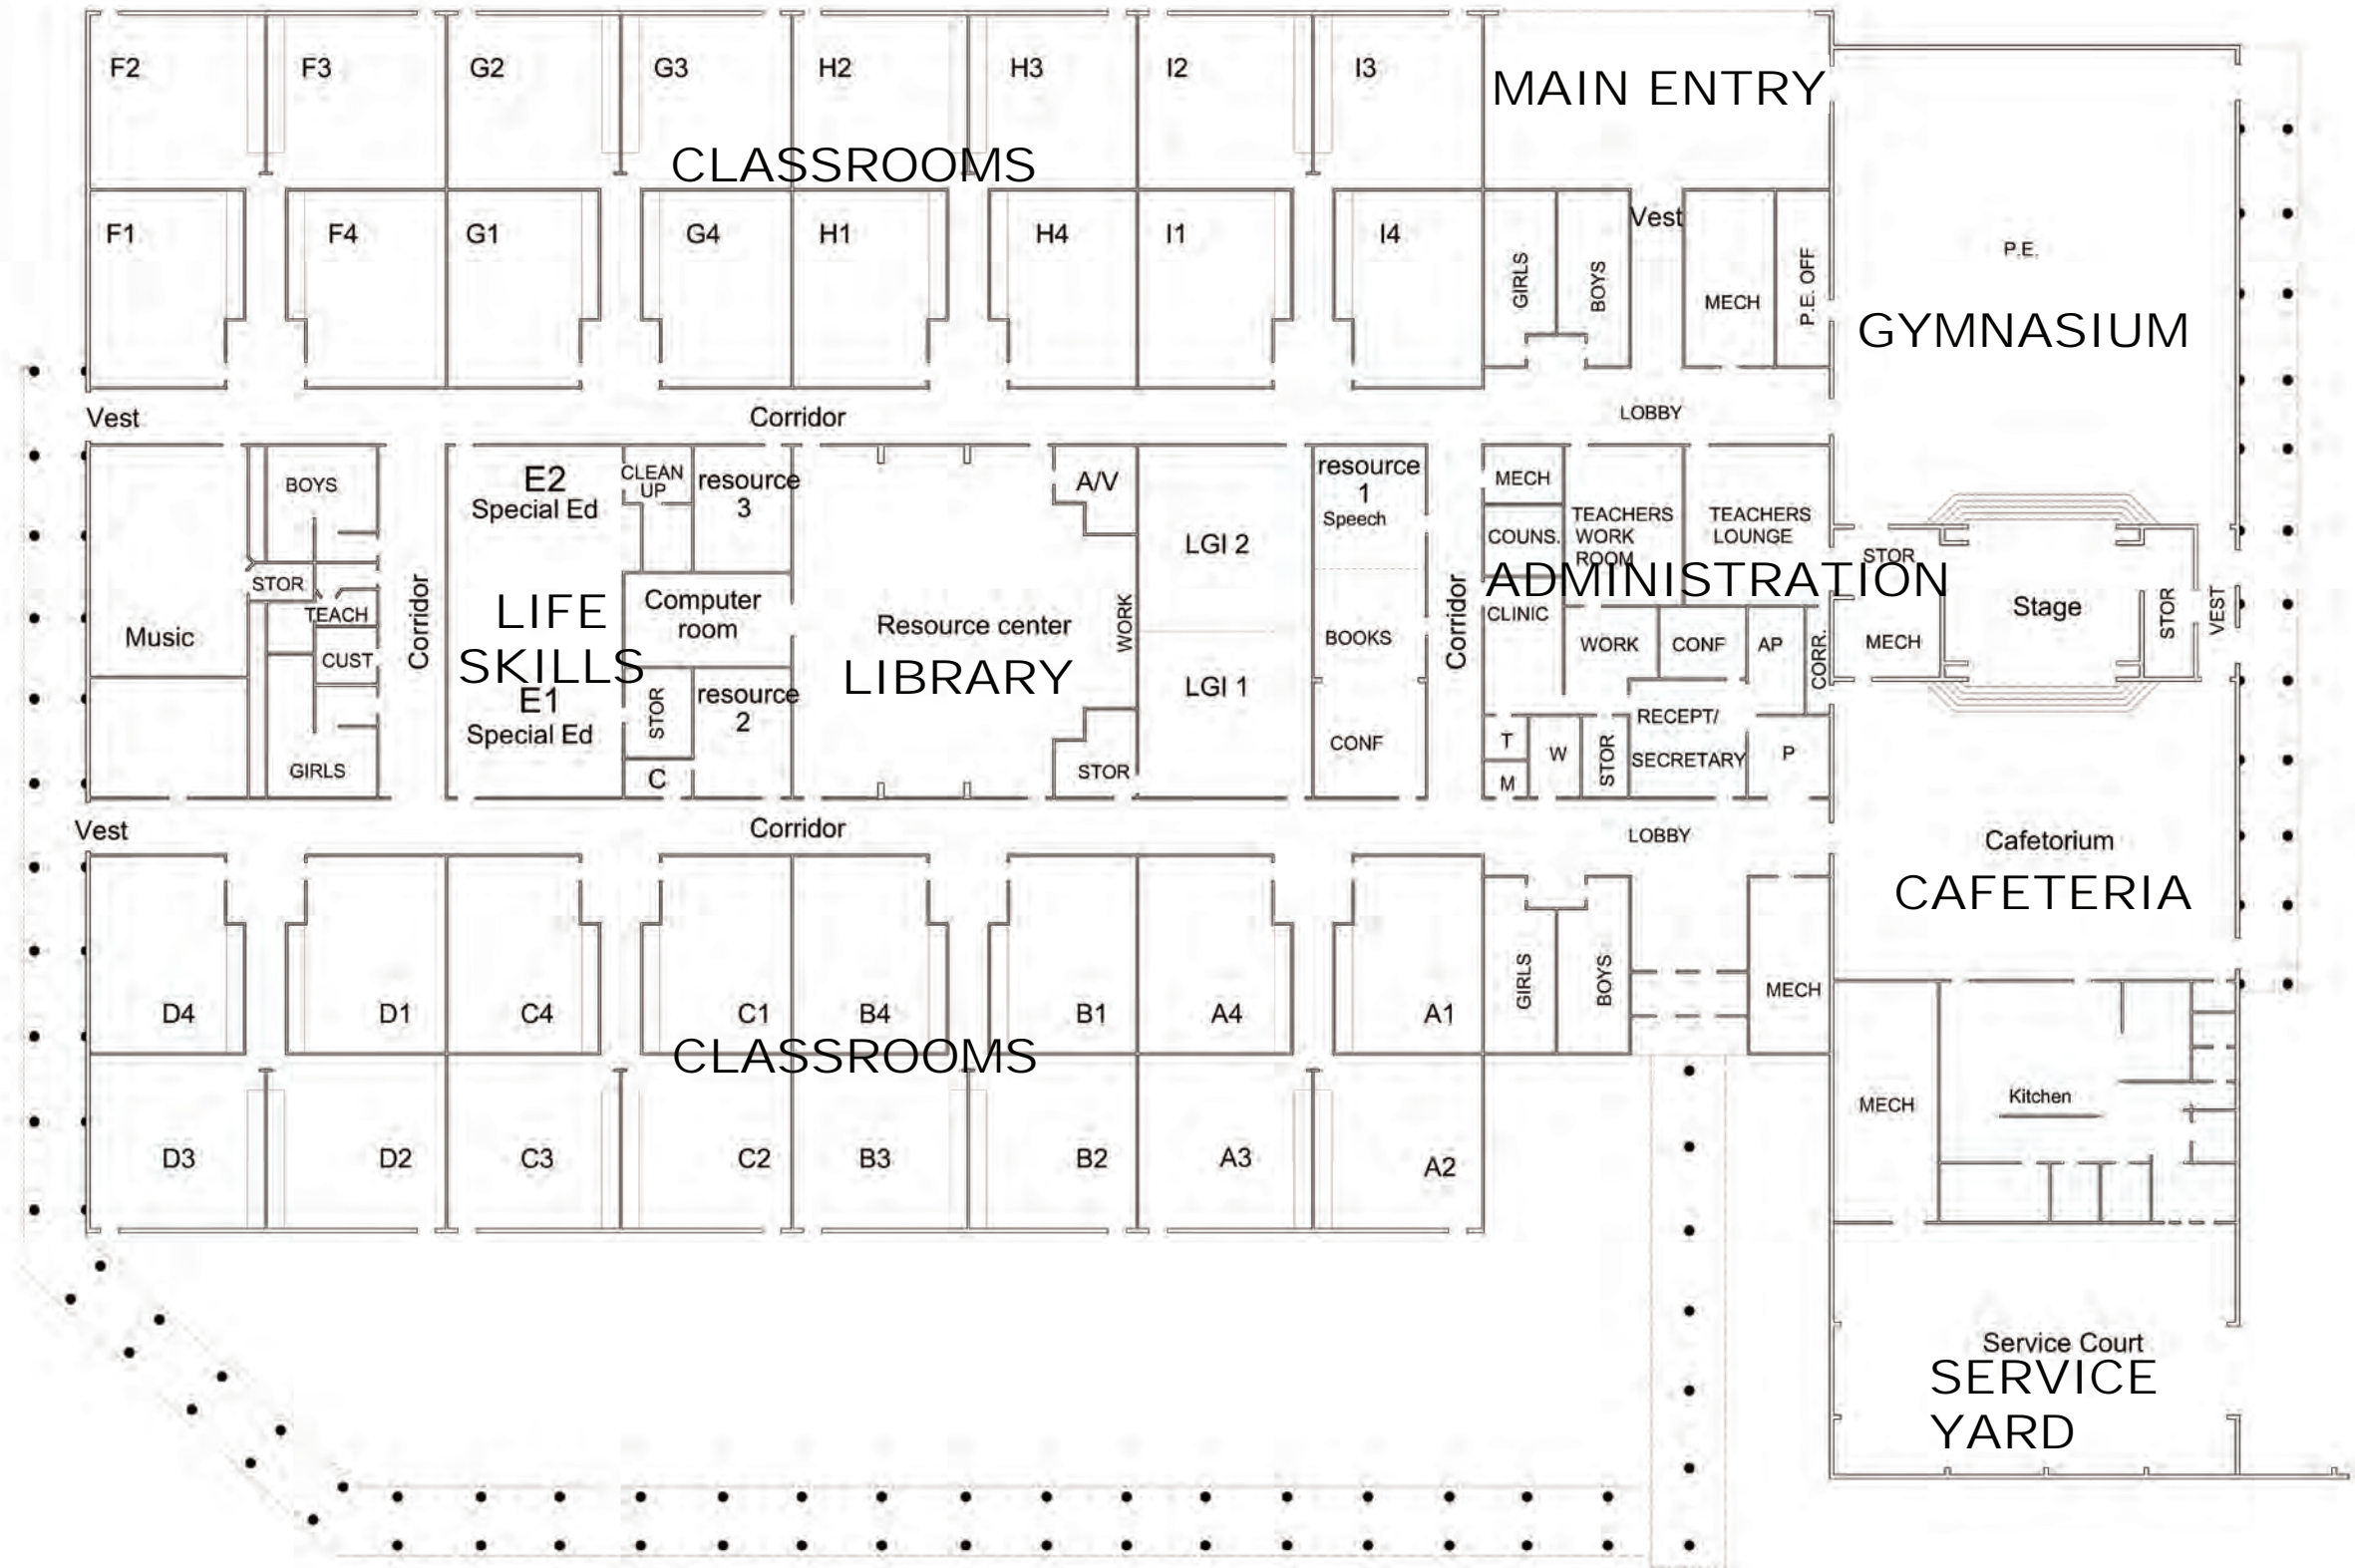 F2
F3
G2
G3
H2
H3
I2
I3
MAIN ENTRY
CLASSROOMS
F1
F4
G1
G4
H1
H4
I1
I4
GIRLS
BOYS
Vest
MECH
P.E. OFF
P.E.
GYMNASIUM
Vest
Corridor
LOBBY
BOYS
STOR
TEACH
CUST
GIRLS
Music
Corridor
E2
Special Ed
LIFE
SKILLS
E1
Special Ed
CLEAN
UP
resource
3
Computer
room
STOR
resource
2
C
Resource center
LIBRARY
A/V
WORK
STOR
LGI 2
LGI 1
resource
1
Speech
BOOKS
CONF
Corridor
MECH
COUNS.
TEACHERS
WORK
ROOM
TEACHERS
LOUNGE
ADMINISTRATION
CLINIC
WORK
CONF
AP
CORR.
RECEPT/
SECRETARY
T
M
W
STOR
P
STOR
MECH
Stage
STOR
VEST
Vest
Corridor
LOBBY
Cafetorium
CAFETERIA
D4
D1
C4
C1
B4
B1
A4
A1
GIRLS
BOYS
MECH
CLASSROOMS
D3
D2
C3
C2
B3
B2
A3
A2
MECH
Kitchen
Service Court
SERVICE
YARD